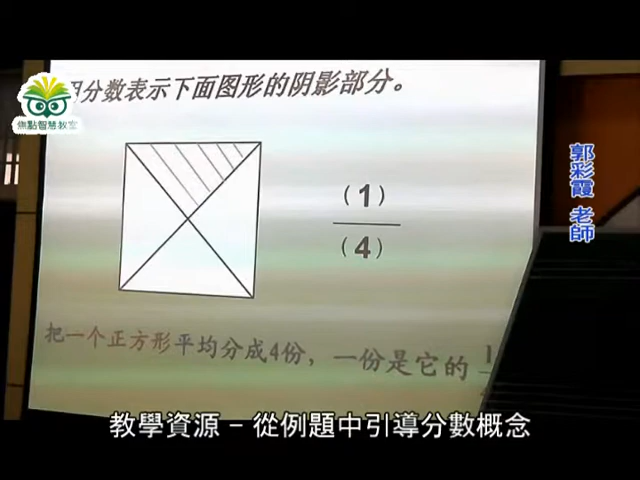 用分数表示下面图形的阴影部分。
焦點智慧教室
郭彩霞 老師
(1)
(4)
把一个正方形平均分成4份，一份是它的
1
教學資源 – 從例題中引導分數概念